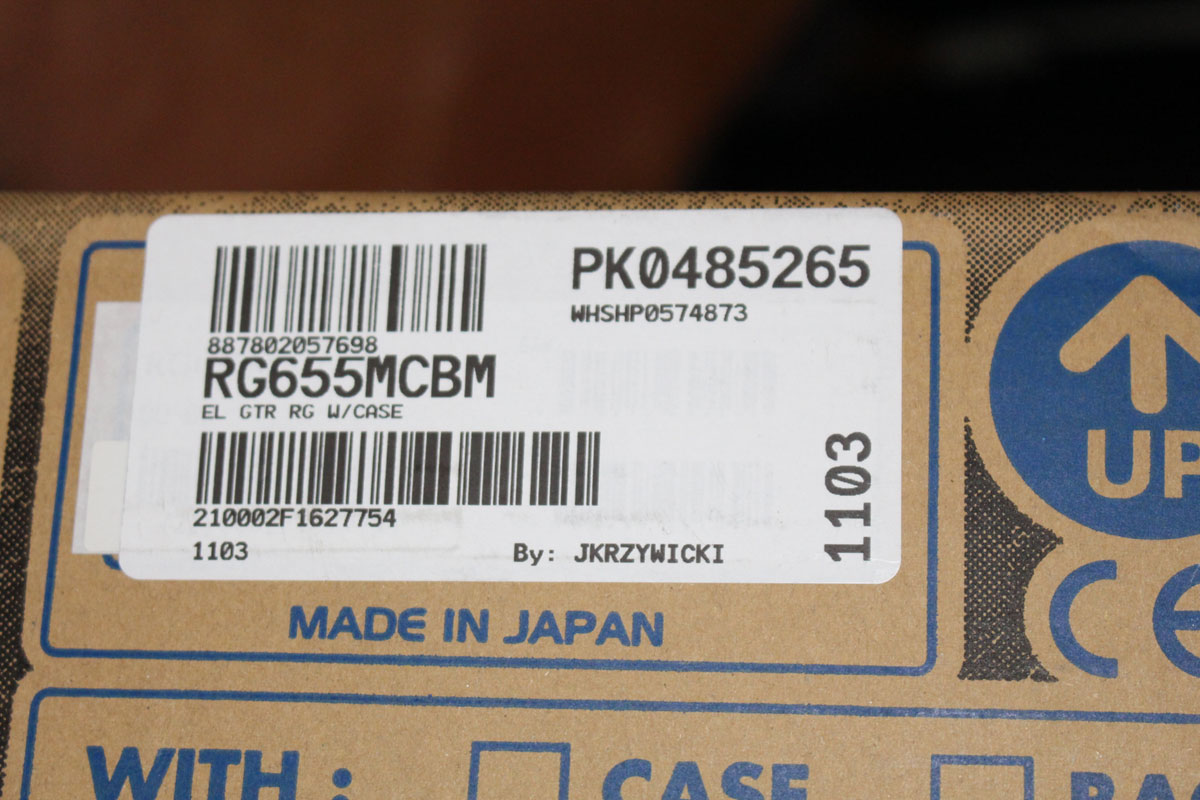 887802057698
RG655MCBM
EL GTR RG W/CASE
210002F1627754
1103
By: JKRZYWICKI
PK0485265
WHSHP0574873
1103
MADE IN JAPAN
UP
CE
WITH :
CASE